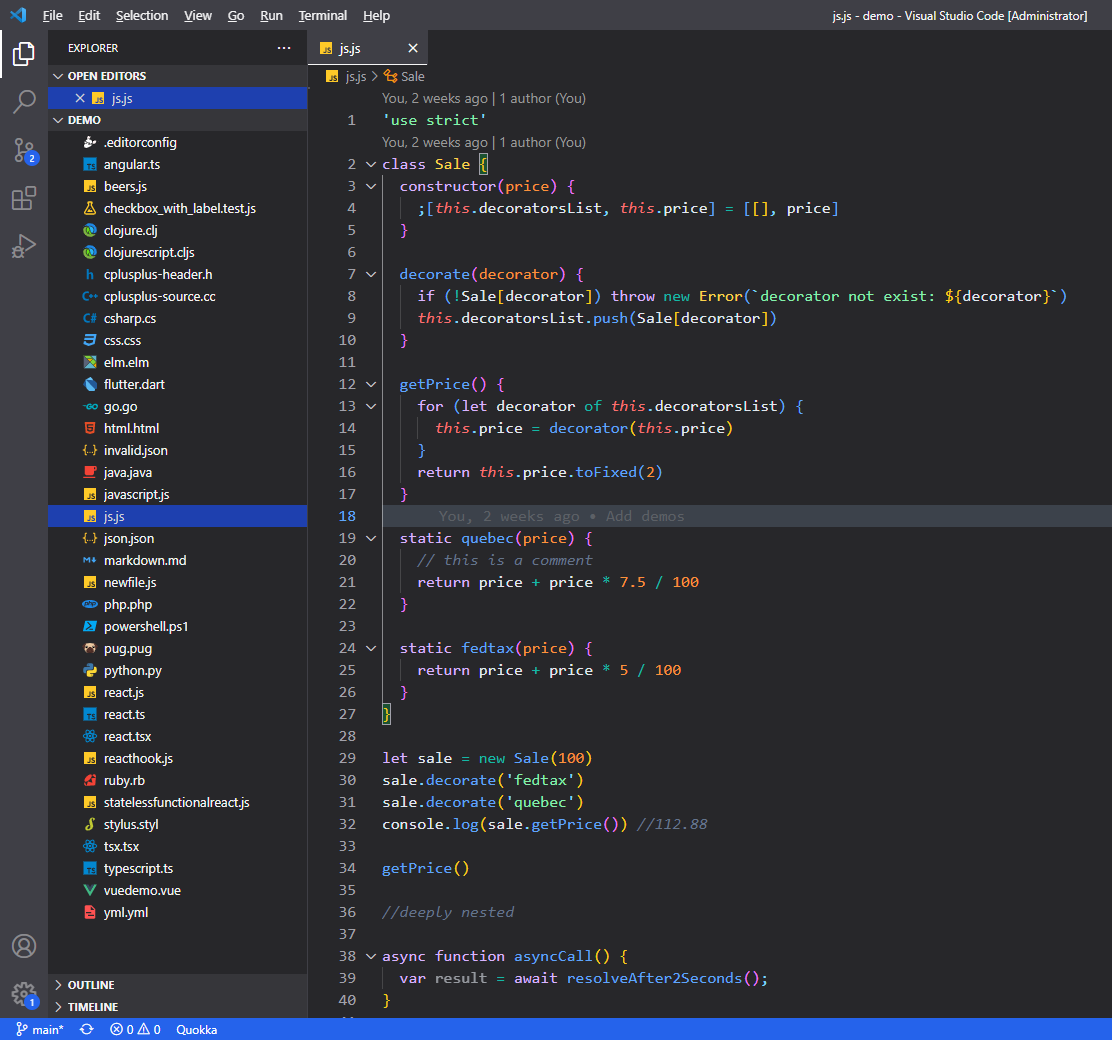 File Edit Selection View Go Run Terminal Help js.js - demo - Visual Studio Code [Administrator]
EXPLORER ···
OPEN EDITORS
js.js
DEMO
.editorconfig
angular.ts
beers.js
checkbox_with_label.test.js
clojure.clj
clojurescript.cljs
cplusplus-header.h
cplusplus-source.cc
csharp.cs
css.css
elm.elm
flutter.dart
go.go
html.html
invalid.json
java.java
javascript.js
js.js
json.json
markdown.md
newfile.js
php.php
powershell.ps1
pug.pug
python.py
react.js
react.ts
react.tsx
reacthook.js
ruby.rb
statelessfunctionalreact.js
stylus.styl
tsx.tsx
typescript.ts
vuedemo.vue
yml.yml
OUTLINE
TIMELINE
2
1
js.js
js.js > Sale
You, 2 weeks ago | 1 author (You)
1 'use strict'
You, 2 weeks ago | 1 author (You)
2 class Sale {
3 constructor(price) {
4 ;[this.decoratorsList, this.price] = [[], price]
5 }
6
7 decorate(decorator) {
8 if (!Sale[decorator]) throw new Error(`decorator not exist: ${decorator}`)
9 this.decoratorsList.push(Sale[decorator])
10 }
11
12 getPrice() {
13 for (let decorator of this.decoratorsList) {
14 this.price = decorator(this.price)
15 }
16 return this.price.toFixed(2)
17 }
18 You, 2 weeks ago • Add demos
19 static quebec(price) {
20 // this is a comment
21 return price + price * 7.5 / 100
22 }
23
24 static fedtax(price) {
25 return price + price * 5 / 100
26 }
27 }
28
29 let sale = new Sale(100)
30 sale.decorate('fedtax')
31 sale.decorate('quebec')
32 console.log(sale.getPrice()) //112.88
33
34 getPrice()
35
36 //deeply nested
37
38 async function asyncCall() {
39 var result = await resolveAfter2Seconds();
40 }
main* 0 0 Quokka